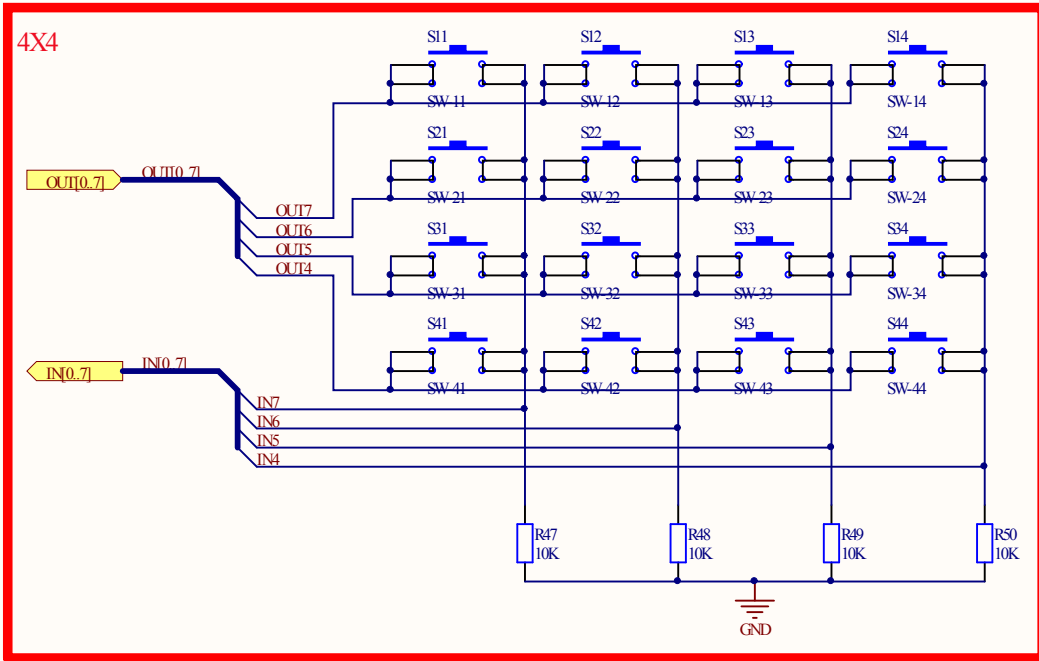 4X4
S11 S12 S13 S14
SW-11 SW-12 SW-13 SW-14
S21 S22 S23 S24
OUT[0..7] OUT[0..7]
SW-21 SW-22 SW-23 SW-24
OUT7
OUT6
S31 S32 S33 S34
OUT5
OUT4
SW-31 SW-32 SW-33 SW-34
S41 S42 S43 S44
IN[0..7] IN[0..7]
SW-41 SW-42 SW-43 SW-44
IN7
IN6
IN5
IN4
R47 R48 R49 R50
10K 10K 10K 10K
GND